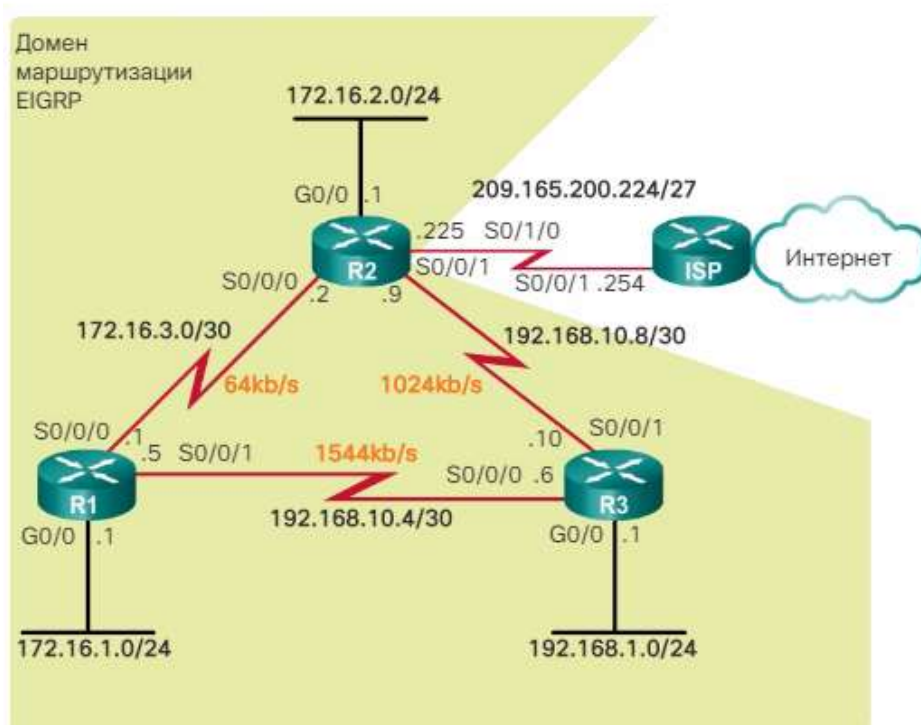 Домен
маршрутизации
EIGRP
172.16.2.0/24
G0/0 .1
209.165.200.224/27
.225 S0/1/0
R2
S0/0/1
ISP
Интернет
S0/0/0
.2
.9
S0/0/1 .254
172.16.3.0/30
192.168.10.8/30
64kb/s
1024kb/s
S0/0/0 .1
.5 S0/0/1
1544kb/s
.10
S0/0/1
S0/0/0 .6
R1
192.168.10.4/30
R3
G0/0 .1
G0/0 .1
172.16.1.0/24
192.168.1.0/24